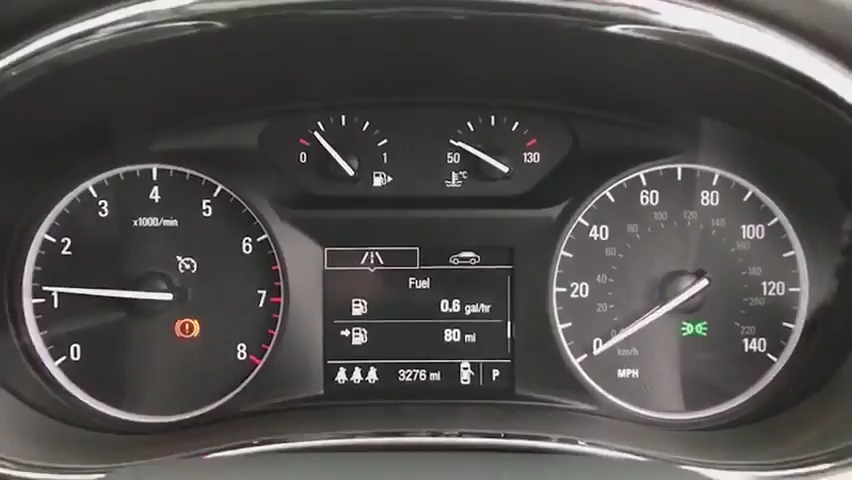 0 1
50 130
°C
0 1 2 3 4 5 6 7 8
x1000/min
Fuel
0.6 gal/hr
80 mi
3276 mi P
0 20 40 60 80 100 120 140
20 40 60 80 100 120 140 160 180 200 220
km/h
MPH